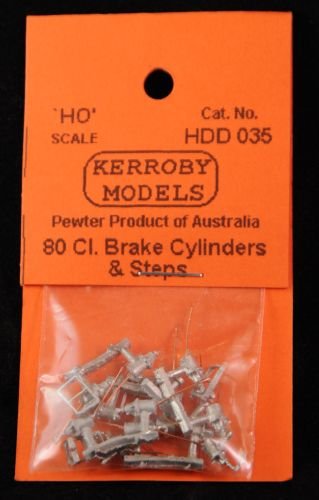 'HO' Cat. No.
SCALE HDD 035
KERROBY
MODELS
Pewter Product of Australia
80 Cl. Brake Cylinders
& Steps